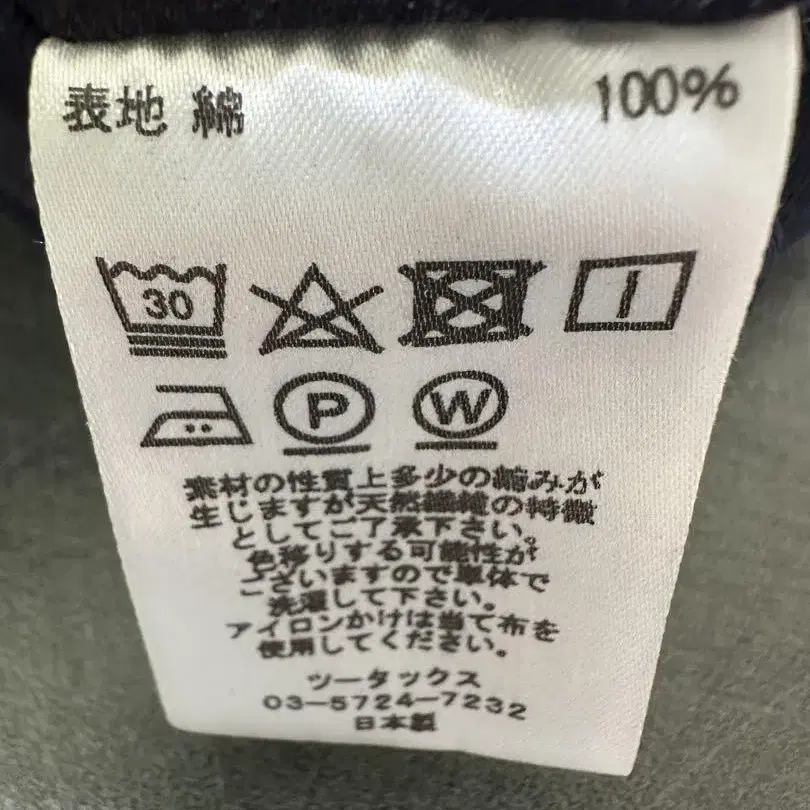 表地 綿 100%
30
P W
素材の性質上多少の縮みが
生じますが天然繊維の特徴
としてご了承下さい。
色移りする可能性が
ございますので単体で
洗濯して下さい。
アイロンかけは当て布を
使用してください。
ツータックス
03-5724-7232
日本製